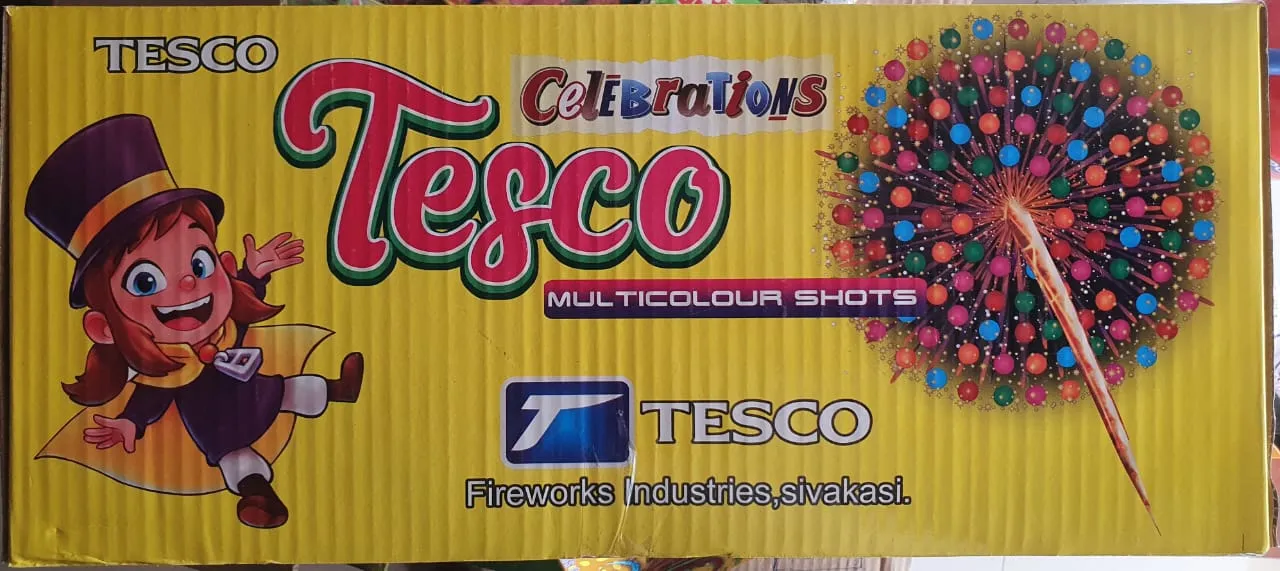 TESCO
Celebrations
Tesco
MULTICOLOUR SHOTS
TESCO
Fireworks Industries,sivakasi.